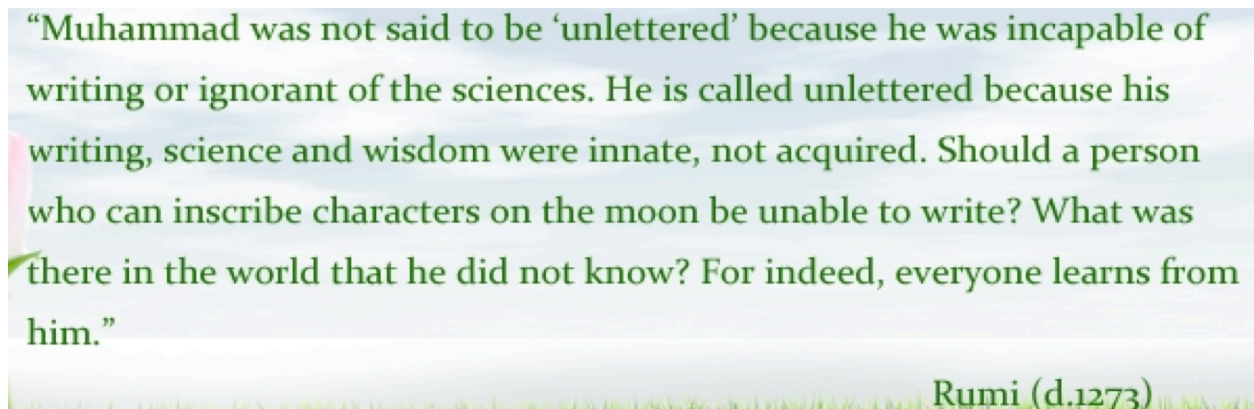 “Muhammad was not said to be ‘unlettered’ because he was incapable of
writing or ignorant of the sciences. He is called unlettered because his
writing, science and wisdom were innate, not acquired. Should a person
who can inscribe characters on the moon be unable to write? What was
there in the world that he did not know? For indeed, everyone learns from
him.”
Rumi (d.1273)